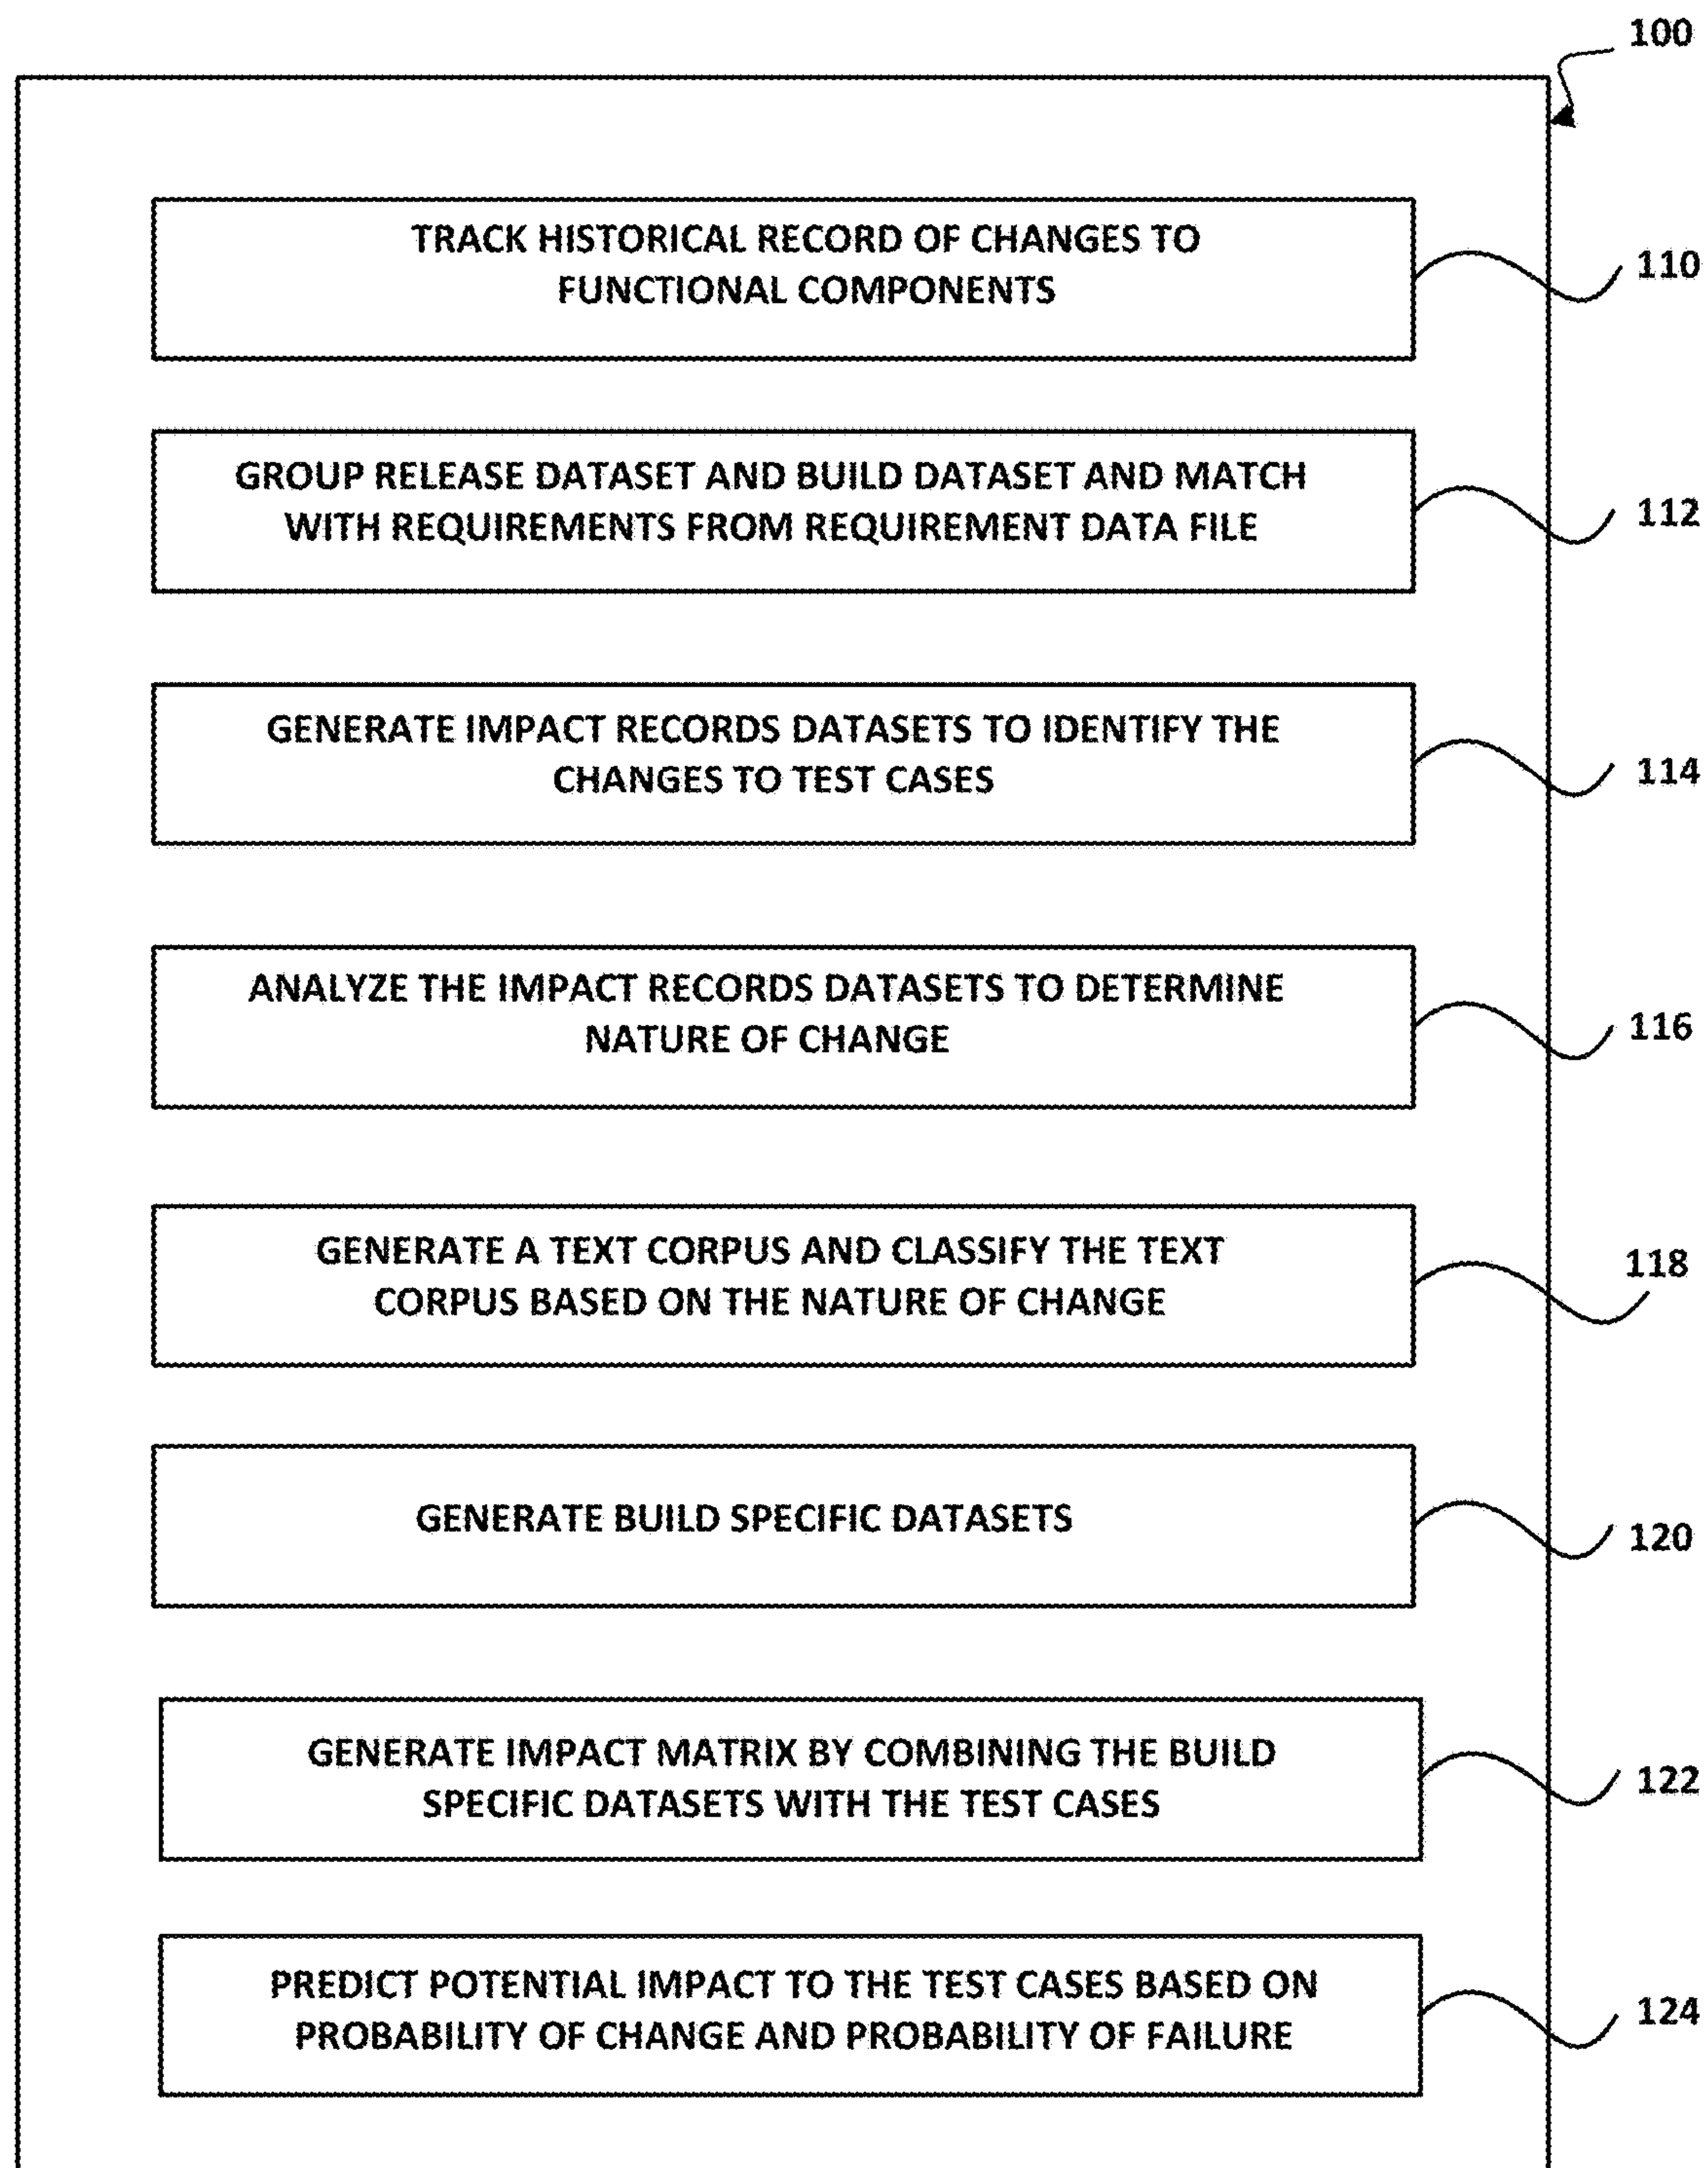 100
TRACK HISTORICAL RECORD OF CHANGES TO
FUNCTIONAL COMPONENTS
110
GROUP RELEASE DATASET AND BUILD DATASET AND MATCH
WITH REQUIREMENTS FROM REQUIREMENT DATA FILE
112
GENERATE IMPACT RECORDS DATASETS TO IDENTIFY THE
CHANGES TO TEST CASES
114
ANALYZE THE IMPACT RECORDS DATASETS TO DETERMINE
NATURE OF CHANGE
116
GENERATE A TEXT CORPUS AND CLASSIFY THE TEXT
CORPUS BASED ON THE NATURE OF CHANGE
118
GENERATE BUILD SPECIFIC DATASETS
120
GENERATE IMPACT MATRIX BY COMBINING THE BUILD
SPECIFIC DATASETS WITH THE TEST CASES
122
PREDICT POTENTIAL IMPACT TO THE TEST CASES BASED ON
PROBABILITY OF CHANGE AND PROBABILITY OF FAILURE
124